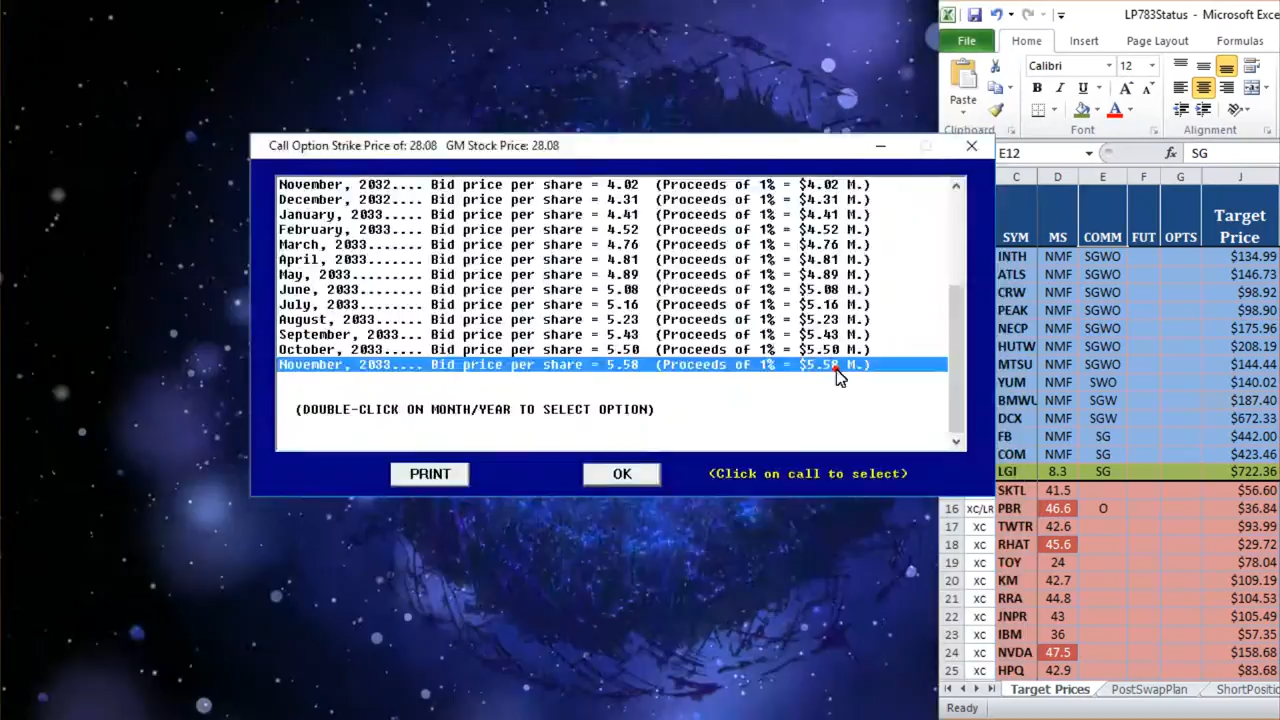 LP783Status - Microsoft Exce
File Home Insert Page Layout Formulas
Paste
Calibri 12
B I U A A
Clipboard Font Alignment
E12 fx SG
C D E F G J
SYM MS COMM FUT OPTS Target Price
INTH NMF SGWO $134.99
ATLS NMF SGWO $146.73
CRW NMF SGWO $98.92
PEAK NMF SGWO $98.90
NECP NMF SGWO $175.96
HUTW NMF SGWO $208.19
MTSU NMF SGWO $144.44
YUM NMF SWO $140.02
BMWU NMF SGW $187.40
DCX NMF SGW $672.33
FB NMF SG $442.00
COM NMF SG $423.46
LGI 8.3 SG $722.36
SKTL 41.5 $56.60
16 XC/LR PBR 46.6 O $36.84
17 XC TWTR 42.6 $93.99
18 XC RHAT 45.6 $29.72
19 XC TOY 24 $78.04
20 XC KM 42.7 $109.19
21 XC RRA 44.8 $104.53
22 XC JNPR 43 $105.49
23 XC IBM 36 $57.35
24 XC NVDA 47.5 $158.68
25 XC HPQ 42.9 $83.68
Target Prices PostSwapPlan ShortPositi
Ready
Call Option Strike Price of: 28.08 GM Stock Price: 28.08
November, 2032.... Bid price per share = 4.02 (Proceeds of 1% = $4.02 M.)
December, 2032.... Bid price per share = 4.31 (Proceeds of 1% = $4.31 M.)
January, 2033..... Bid price per share = 4.41 (Proceeds of 1% = $4.41 M.)
February, 2033.... Bid price per share = 4.52 (Proceeds of 1% = $4.52 M.)
March, 2033....... Bid price per share = 4.76 (Proceeds of 1% = $4.76 M.)
April, 2033....... Bid price per share = 4.81 (Proceeds of 1% = $4.81 M.)
May, 2033......... Bid price per share = 4.89 (Proceeds of 1% = $4.89 M.)
June, 2033........ Bid price per share = 5.08 (Proceeds of 1% = $5.08 M.)
July, 2033........ Bid price per share = 5.16 (Proceeds of 1% = $5.16 M.)
August, 2033...... Bid price per share = 5.23 (Proceeds of 1% = $5.23 M.)
September, 2033... Bid price per share = 5.43 (Proceeds of 1% = $5.43 M.)
October, 2033..... Bid price per share = 5.50 (Proceeds of 1% = $5.50 M.)
November, 2033.... Bid price per share = 5.58 (Proceeds of 1% = $5.58 M.)
(DOUBLE-CLICK ON MONTH/YEAR TO SELECT OPTION)
PRINT OK <Click on call to select>